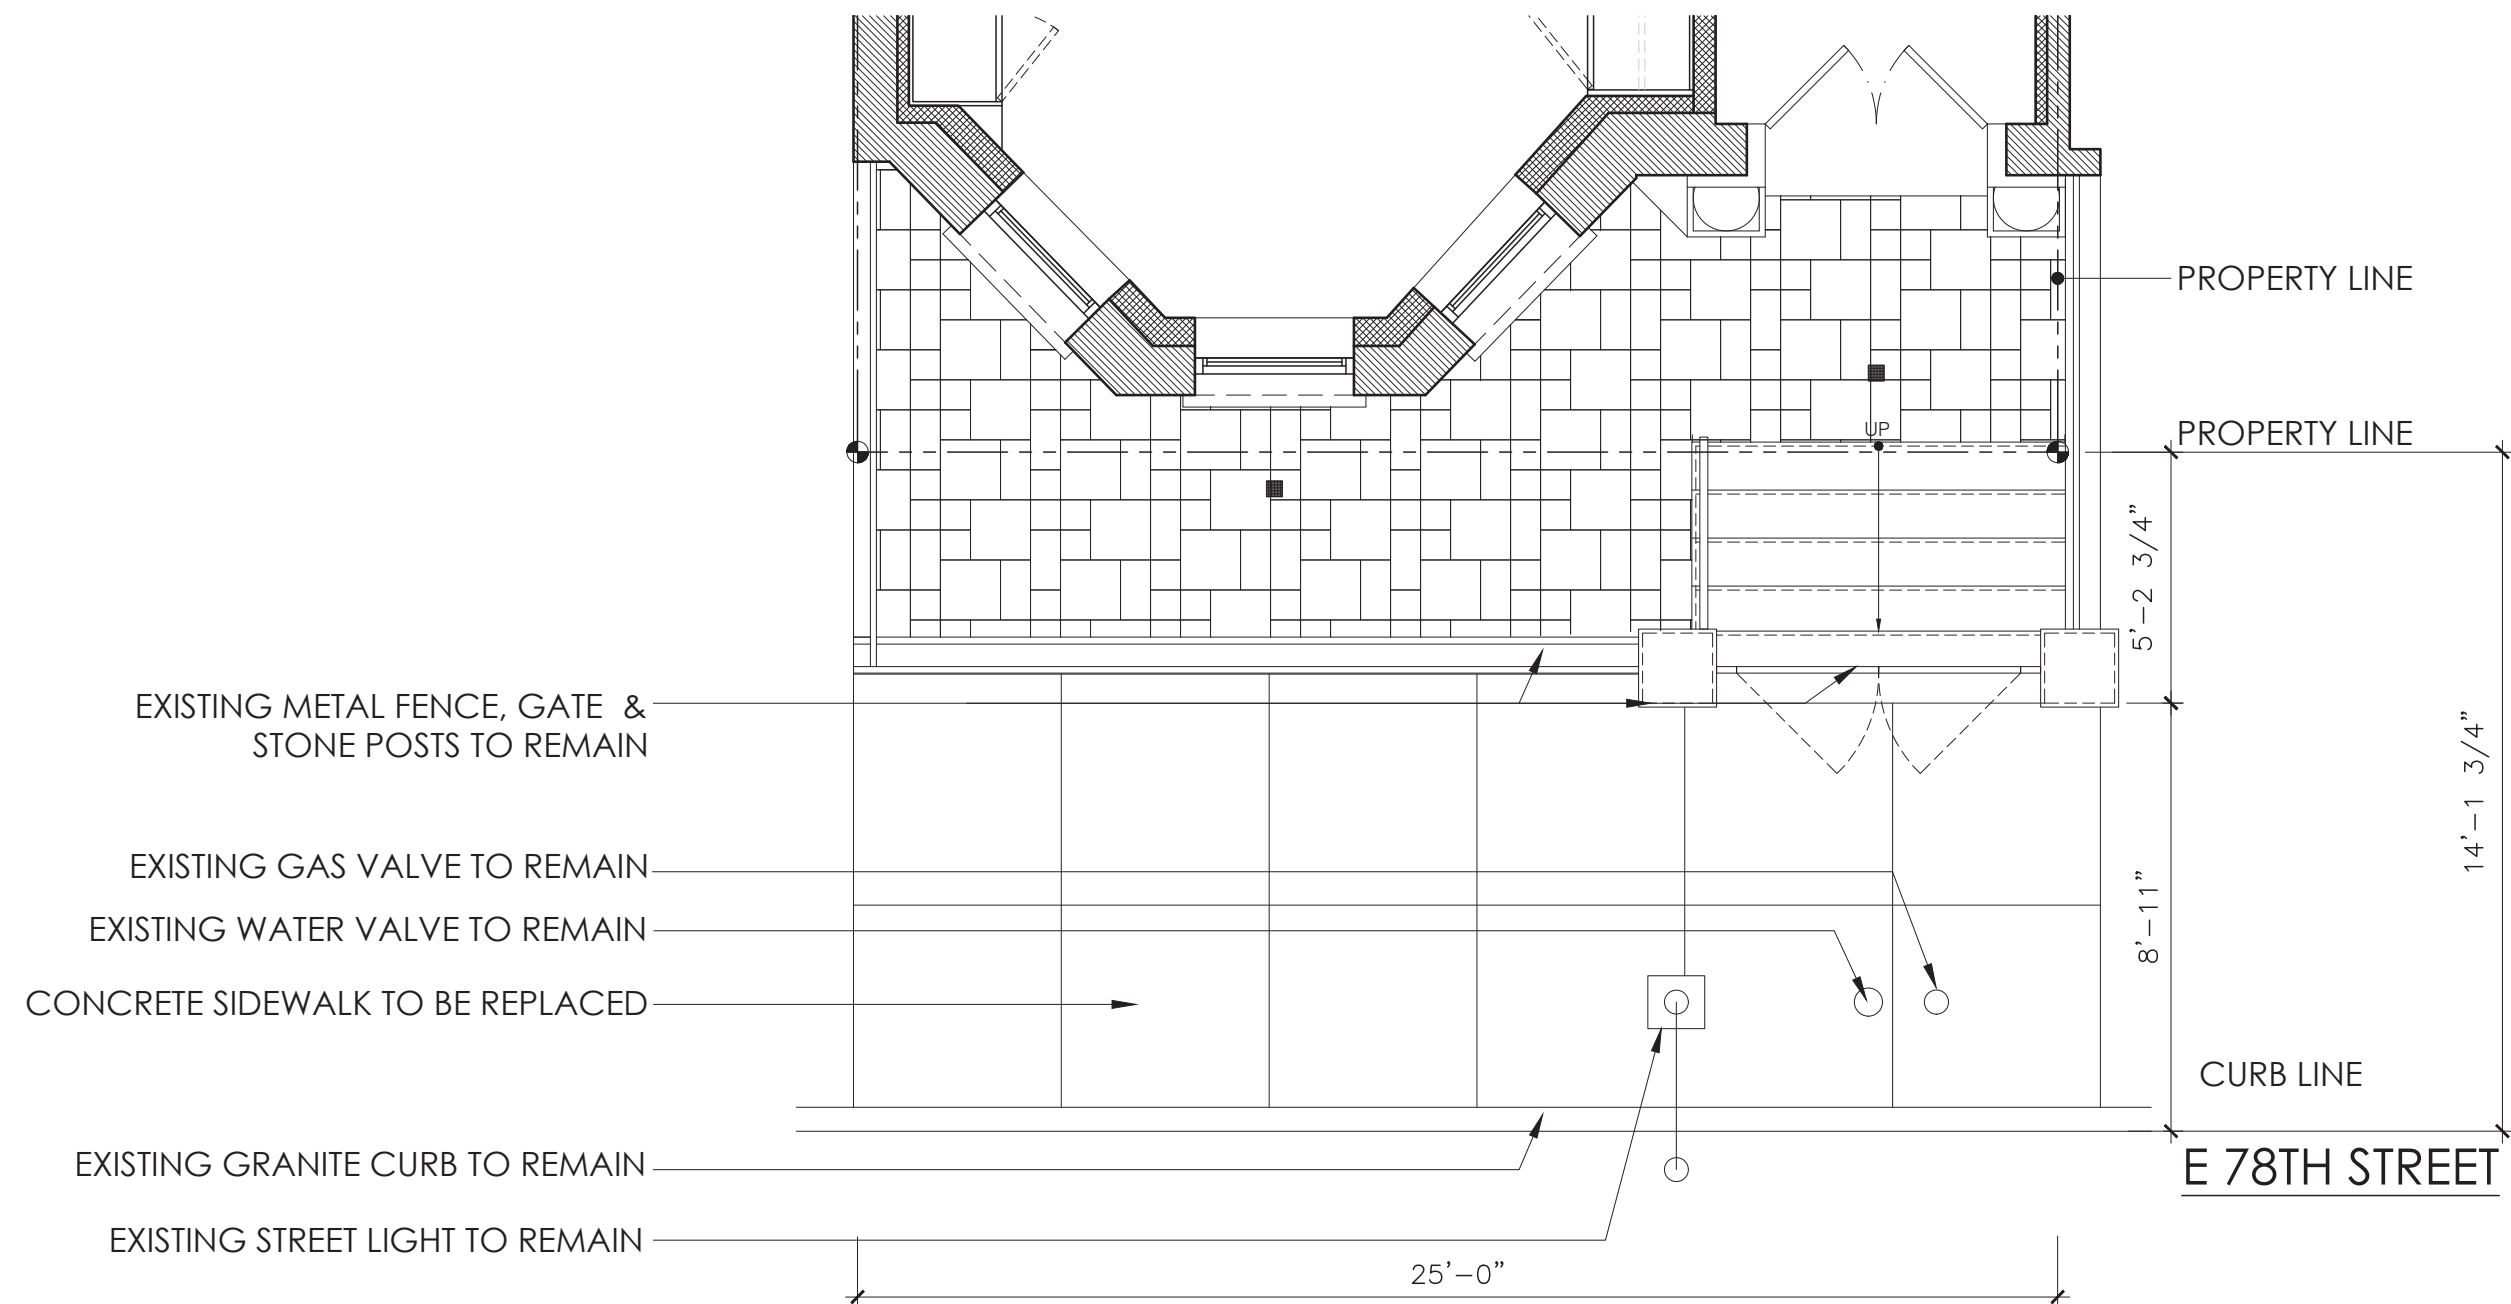 PROPERTY LINE
UP
PROPERTY LINE
5'-2 3/4"
EXISTING METAL FENCE, GATE &
STONE POSTS TO REMAIN
14'-1 3/4"
EXISTING GAS VALVE TO REMAIN
8'-11"
EXISTING WATER VALVE TO REMAIN
CONCRETE SIDEWALK TO BE REPLACED
CURB LINE
EXISTING GRANITE CURB TO REMAIN
E 78TH STREET
EXISTING STREET LIGHT TO REMAIN
25'-0"